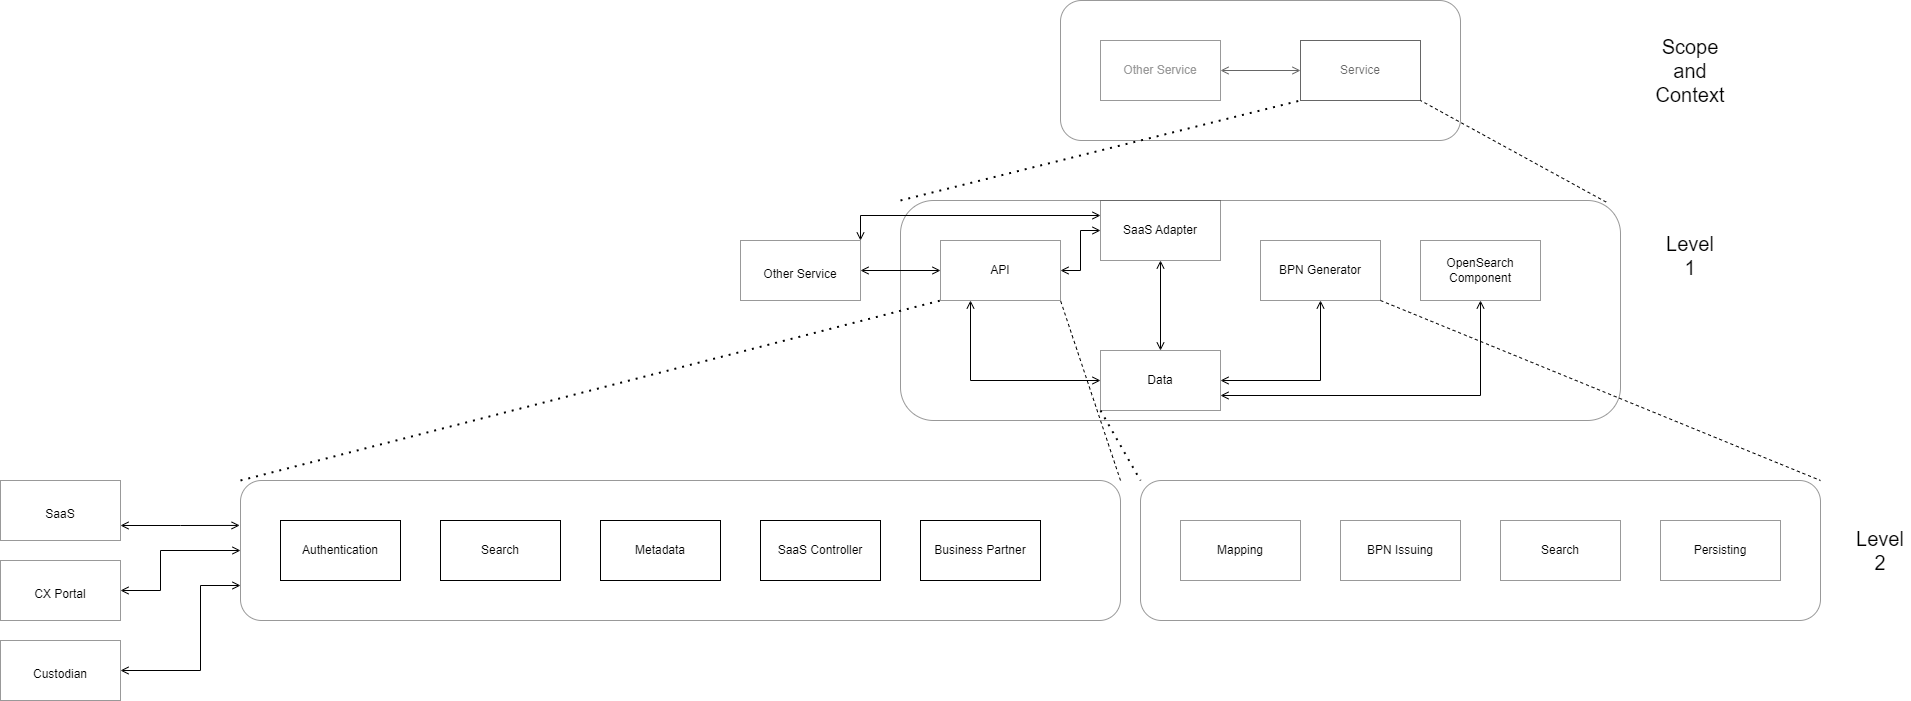 Scope
and
Context
Other Service
Service
SaaS Adapter
Level
1
Other Service
API
BPN Generator
OpenSearch
Component
Data
SaaS
Authentication
Search
Metadata
SaaS Controller
Business Partner
Mapping
BPN Issuing
Search
Persisting
Level
2
CX Portal
Custodian